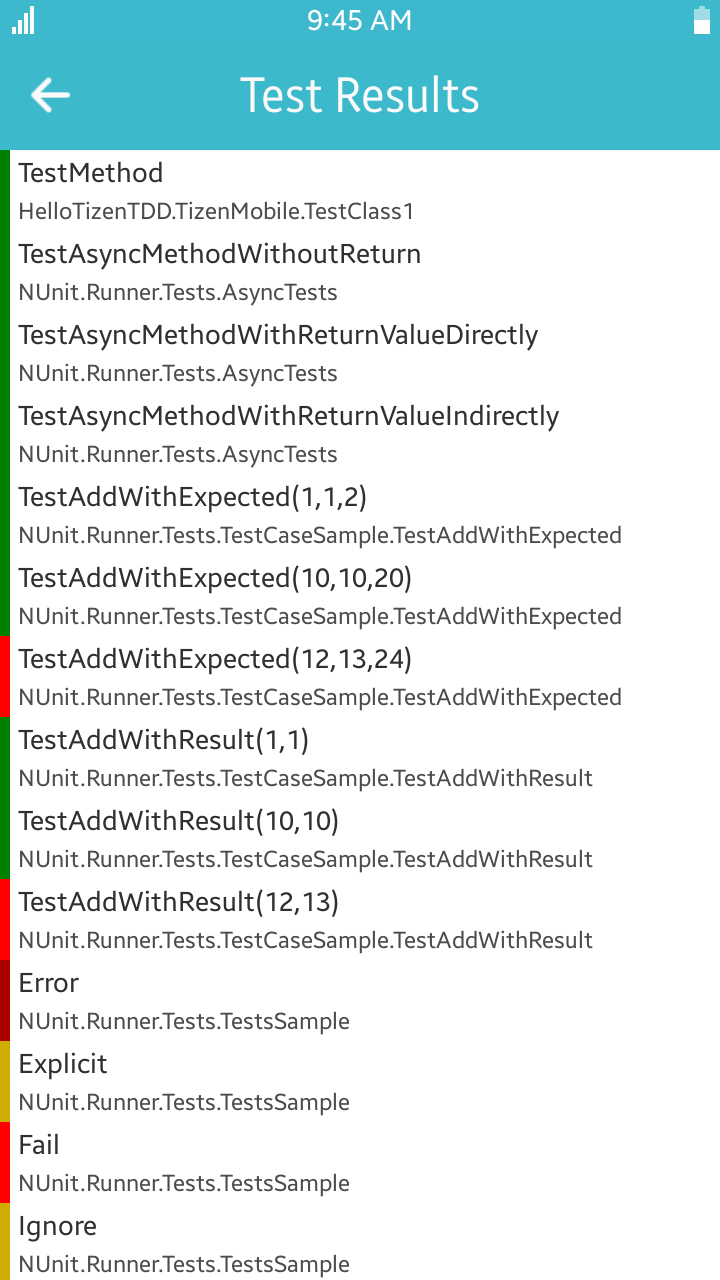 9:45 AM
Test Results
TestMethod
HelloTizenTDD.TizenMobile.TestClass1
TestAsyncMethodWithoutReturn
NUnit.Runner.Tests.AsyncTests
TestAsyncMethodWithReturnValueDirectly
NUnit.Runner.Tests.AsyncTests
TestAsyncMethodWithReturnValueIndirectly
NUnit.Runner.Tests.AsyncTests
TestAddWithExpected(1,1,2)
NUnit.Runner.Tests.TestCaseSample.TestAddWithExpected
TestAddWithExpected(10,10,20)
NUnit.Runner.Tests.TestCaseSample.TestAddWithExpected
TestAddWithExpected(12,13,24)
NUnit.Runner.Tests.TestCaseSample.TestAddWithExpected
TestAddWithResult(1,1)
NUnit.Runner.Tests.TestCaseSample.TestAddWithResult
TestAddWithResult(10,10)
NUnit.Runner.Tests.TestCaseSample.TestAddWithResult
TestAddWithResult(12,13)
NUnit.Runner.Tests.TestCaseSample.TestAddWithResult
Error
NUnit.Runner.Tests.TestsSample
Explicit
NUnit.Runner.Tests.TestsSample
Fail
NUnit.Runner.Tests.TestsSample
Ignore
NUnit.Runner.Tests.TestsSample